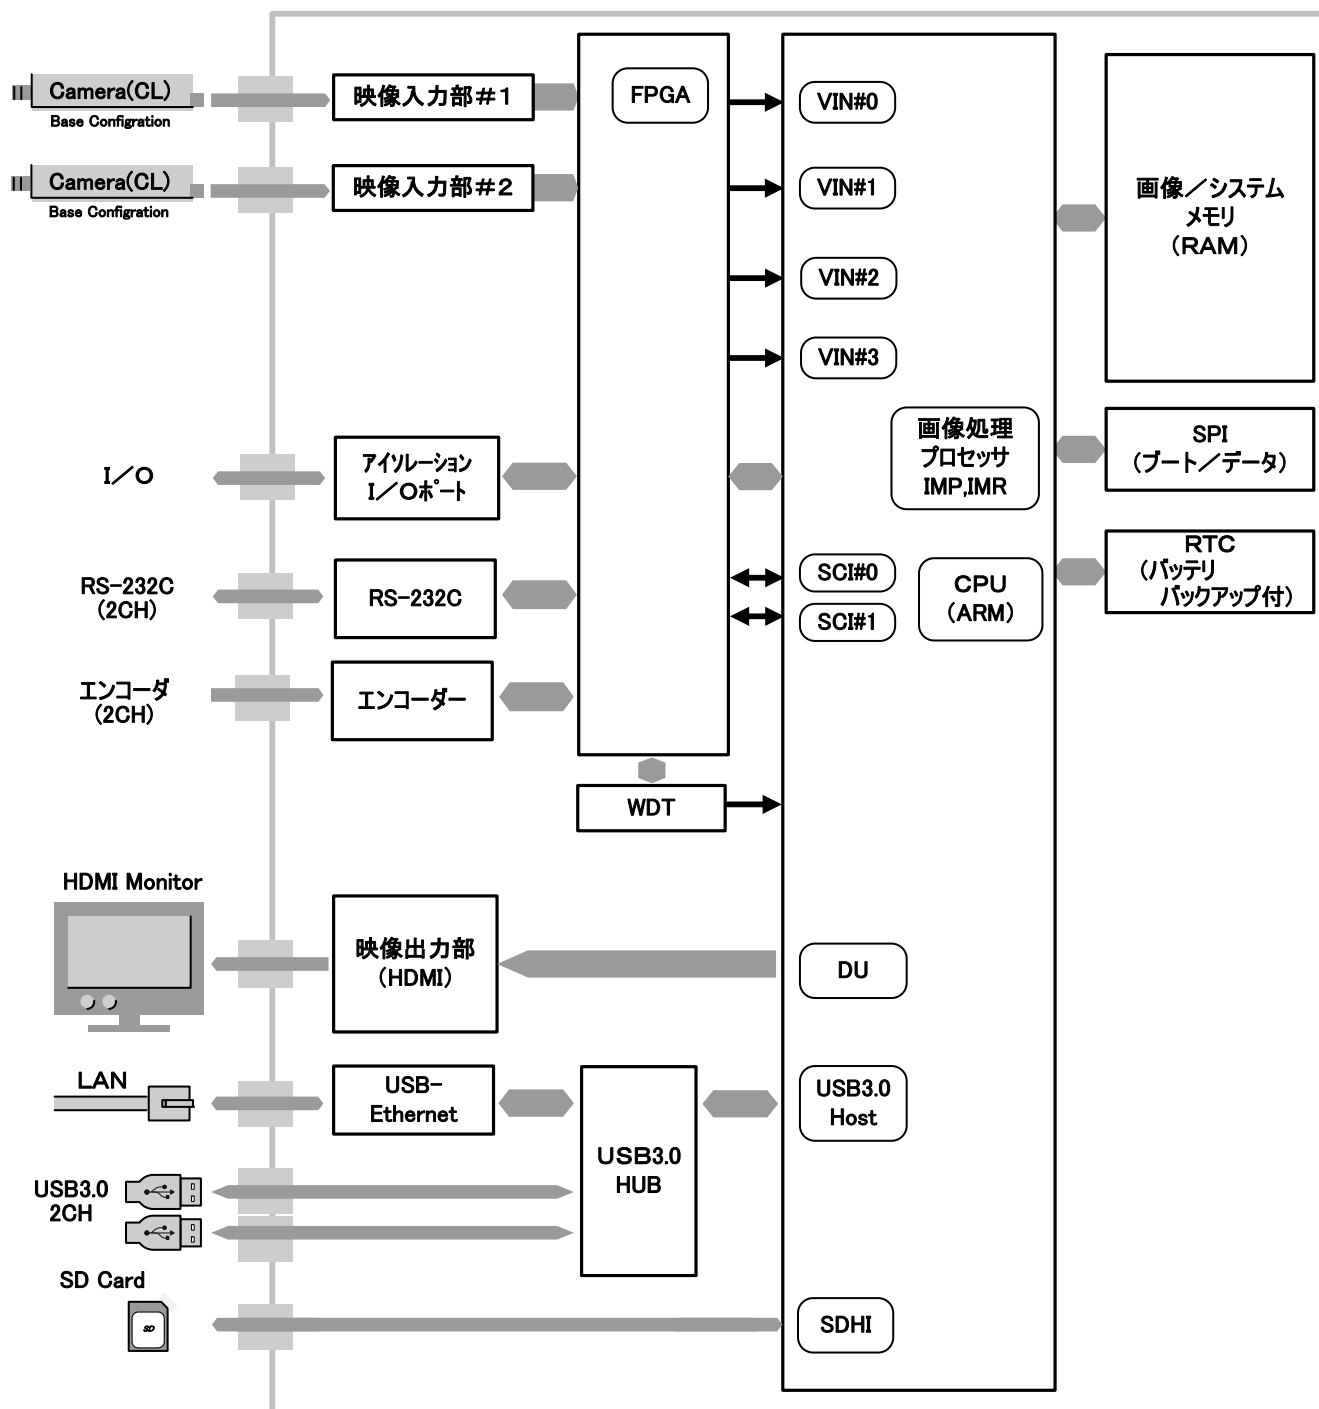 Camera(CL)
Base Configration
映像入力部＃１
FPGA
VIN#0
Camera(CL)
Base Configration
映像入力部＃２
VIN#1
画像／システム
メモリ
（RAM）
VIN#2
VIN#3
I／O
アイソレーション
I／Oポート
画像処理
プロセッサ
IMP,IMR
SPI
（ブート／データ）
RS-232C
(2CH)
RS-232C
SCI#0
SCI#1
CPU
(ARM)
RTC
（バッテリ
バックアップ付）
エンコーダ
(2CH)
エンコーダー
WDT
HDMI Monitor
映像出力部
（HDMI）
DU
LAN
USB-
Ethernet
USB3.0
HUB
USB3.0
Host
USB3.0
2CH
SD Card
SD
SDHI